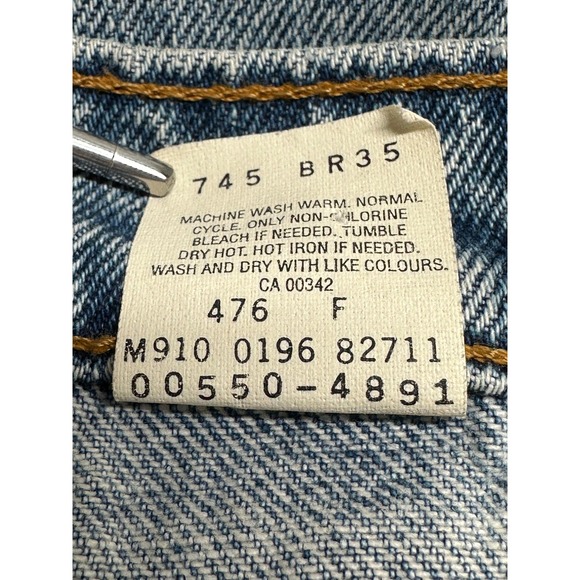 745 BR35
MACHINE WASH WARM. NORMAL
CYCLE. ONLY NON-CHLORINE
BLEACH IF NEEDED. TUMBLE
DRY HOT. HOT IRON IF NEEDED.
WASH AND DRY WITH LIKE COLOURS.
CA 00342
476 F
M910 0196 82711
00550-4891